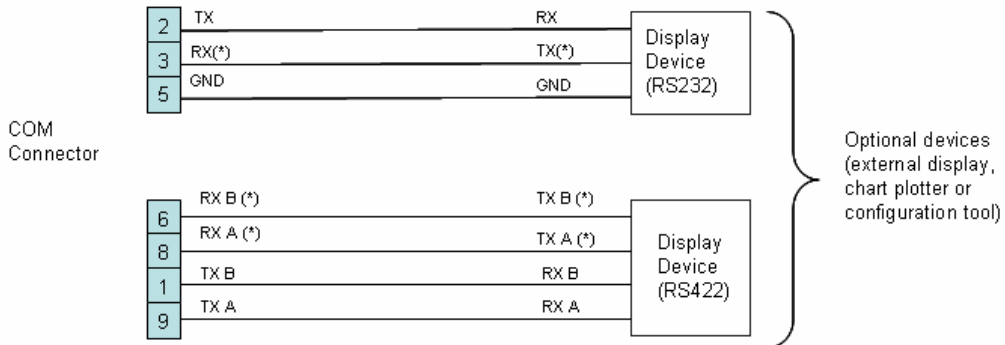 2 TX RX
3 RX(*) TX(*)
5 GND GND
Display
Device
(RS232)
COM
Connector
Optional devices
(external display,
chart plotter or
configuration tool)
6 RX B (*) TX B (*)
8 RX A (*) TX A (*)
1 TX B RX B
9 TX A RX A
Display
Device
(RS422)